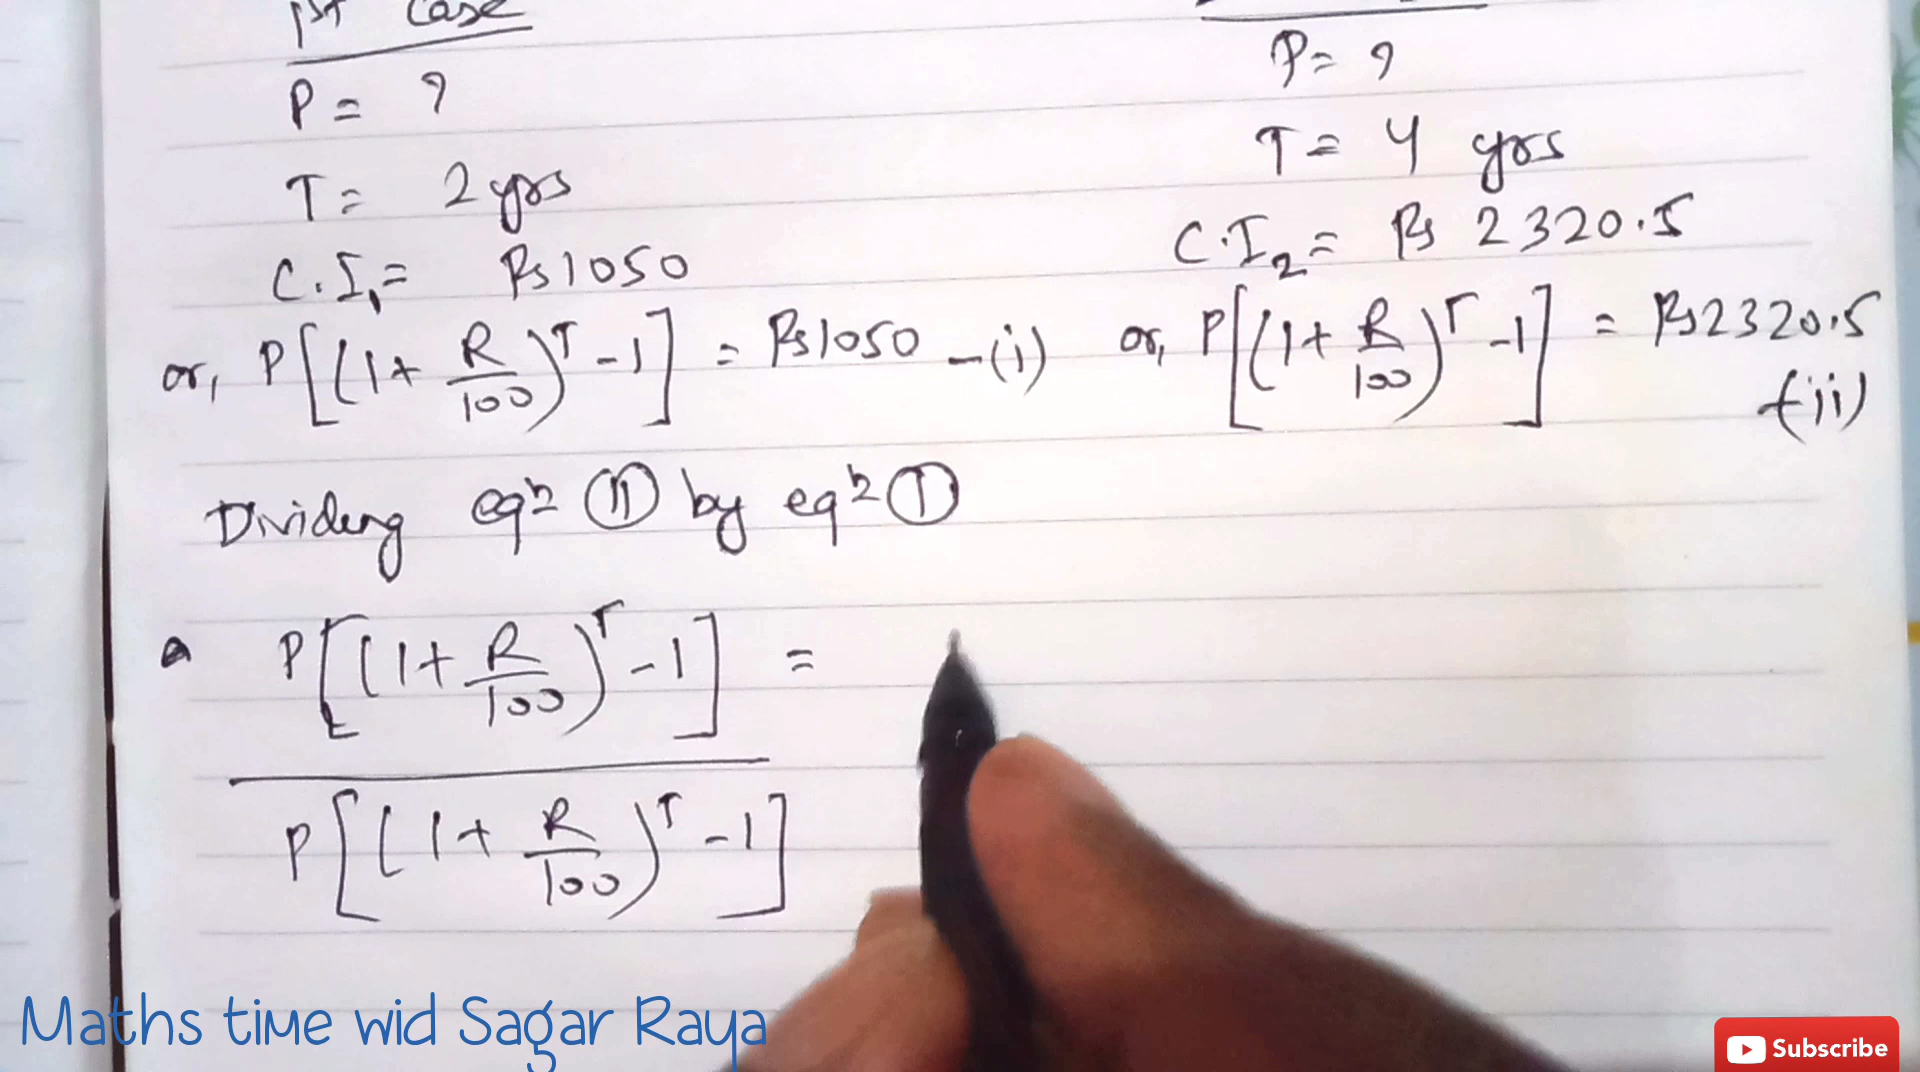 1st Case
P = ?
T = 2 yrs
C.I₁ = Rs 1050
or, P[(1 + R/100)^T - 1] = Rs 1050 - (i)
P = ?
T = 4 yrs
C.I₂ = Rs 2320.5
or, P[(1 + R/100)^T - 1] = Rs 2320.5
- (ii)
Dividing eqⁿ (II) by eqⁿ (I)
P[(1 + R/100)^T - 1] =
P[(1 + R/100)^T - 1]
Maths time wid Sagar Raya
Subscribe